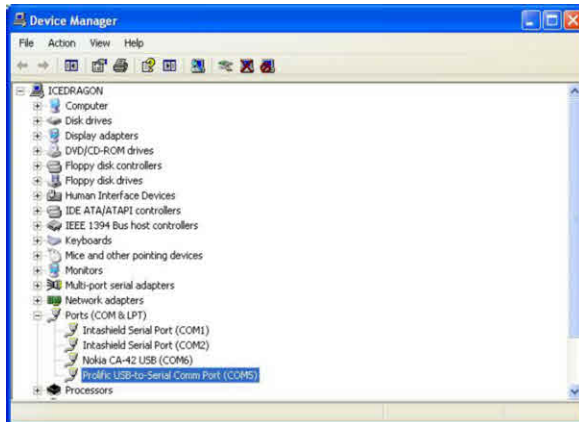 Device Manager
File Action View Help
ICEDRAGON
Computer
Disk drives
Display adapters
DVD/CD-ROM drives
Floppy disk controllers
Floppy disk drives
Human Interface Devices
IDE ATA/ATAPI controllers
IEEE 1394 Bus host controllers
Keyboards
Mice and other pointing devices
Monitors
Multi-port serial adapters
Network adapters
Ports (COM & LPT)
Intashield Serial Port (COM1)
Intashield Serial Port (COM2)
Nokia CA-42 USB (COM6)
Prolific USB-to-Serial Comm Port (COM5)
Processors